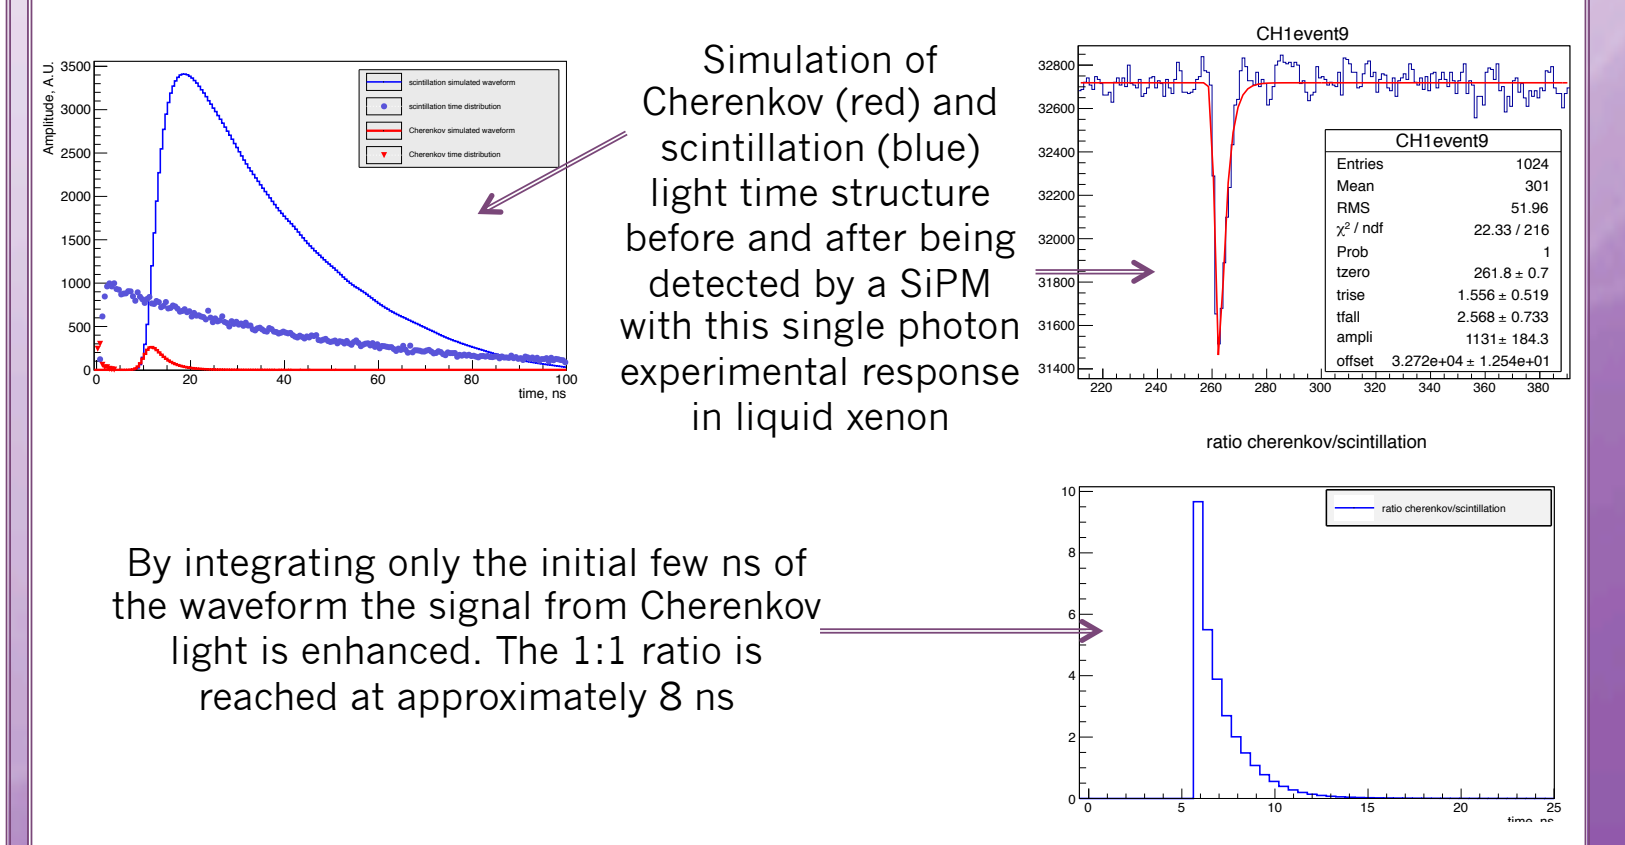 Amplitude, A.U.
3500
3000
2500
2000
1500
1000
500
0
scintillation simulated waveform
scintillation time distribution
Cherenkov simulated waveform
Cherenkov time distribution
0 20 40 60 80 100
time, ns
Simulation of
Cherenkov (red) and
scintillation (blue)
light time structure
before and after being
detected by a SiPM
with this single photon
experimental response
in liquid xenon
CH1event9
32800
32600
32400
32200
32000
31800
31600
31400
CH1event9
Entries 1024
Mean 301
RMS 51.96
χ² / ndf 22.33 / 216
Prob 1
tzero 261.8 ± 0.7
trise 1.556 ± 0.519
tfall 2.568 ± 0.733
ampli 1131± 184.3
offset 3.272e+04 ± 1.254e+01
220 240 260 280 300 320 340 360 380
By integrating only the initial few ns of
the waveform the signal from Cherenkov
light is enhanced. The 1:1 ratio is
reached at approximately 8 ns
ratio cherenkov/scintillation
10
8
6
4
2
0
ratio cherenkov/scintillation
0 5 10 15 20 25
time, ns